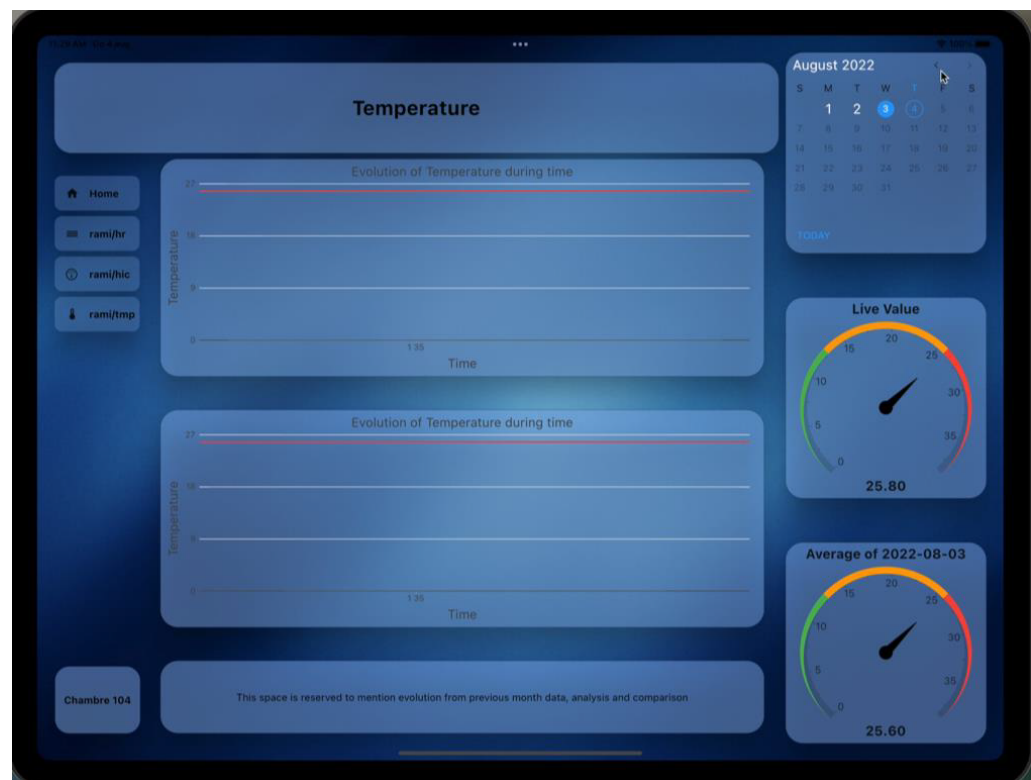 Temperature
August 2022
S M T W T F S
1 2 3 4 5 6
7 8 9 10 11 12 13
14 15 16 17 18 19 20
21 22 23 24 25 26 27
28 29 30 31
TODAY
Home
rami/hr
rami/hic
rami/tmp
Evolution of Temperature during time
Temperature
27
18
9
0
1 35
Time
Live Value
0 5 10 15 20 25 30 35
25.80
Evolution of Temperature during time
Temperature
27
18
9
0
1 35
Time
Average of 2022-08-03
0 5 10 15 20 25 30 35
25.60
Chambre 104
This space is reserved to mention evolution from previous month data, analysis and comparison